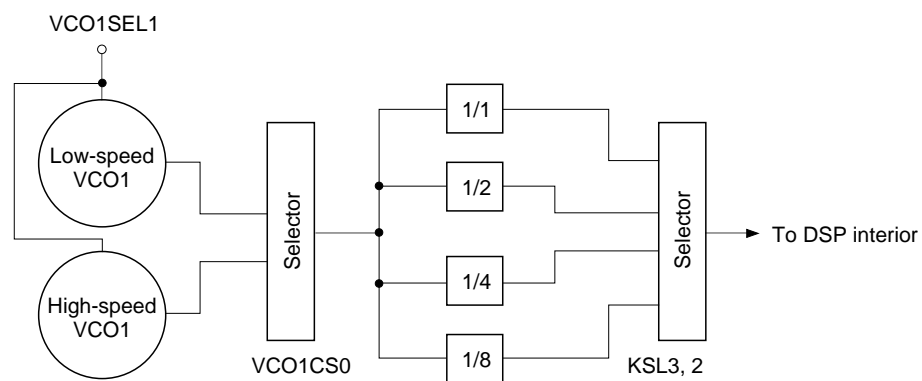 VCO1SEL1
Low-speed
VCO1
High-speed
VCO1
Selector
VCO1CS0
1/1
1/2
1/4
1/8
Selector
KSL3, 2
To DSP interior